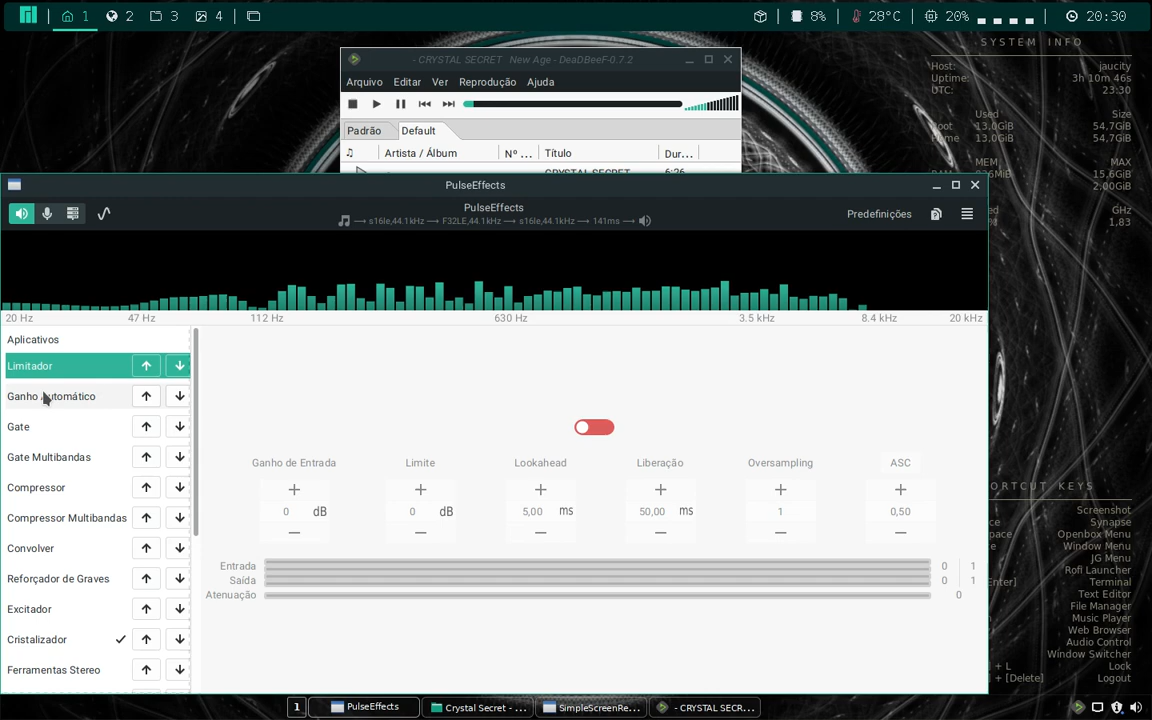 1 2 3 4 8% 28°C 20% 20:30
SYSTEM INFO
Host: jaucity
Uptime: 3h 10m 46s
UTC: 23:30
Used Size
13,0GiB 54,7GiB
13,0GiB 54,7GiB
MEM MAX
15.6GiB
2,00GiB
GHz
1,83
- CRYSTAL SECRET New Age - DeaDBeeF-0.7.2
Arquivo Editar Ver Reprodução Ajuda
Padrão Default
Artista / Álbum Nº ... Título Dur...
CRYSTAL SECRET 6:26
PulseEffects
PulseEffects
s16le,44.1kHz F32LE,44.1kHz s16le,44.1kHz 141ms
Predefinições
20 Hz 47 Hz 112 Hz 630 Hz 3.5 kHz 8.4 kHz 20 kHz
Aplicativos
Limitador
Ganho Automático
Gate
Gate Multibandas
Compressor
Compressor Multibandas
Convolver
Reforçador de Graves
Excitador
Cristalizador
Ferramentas Stereo
Ganho de Entrada Limite Lookahead Liberação Oversampling ASC
+ + + + + +
0 dB 0 dB 5,00 ms 50,00 ms 1 0,50
− − − − − −
Entrada 0 1
Saída 0 1
Atenuação 0
ORTCUT KEYS
Screenshot
Synapse
Openbox Menu
Window Menu
JG Menu
Rofi Launcher
Enter] Terminal
Text Editor
File Manager
Music Player
Web Browser
Audio Control
Window Switcher
] + L Lock
] + [Delete] Logout
1 PulseEffects Crystal Secret - ... SimpleScreenRe... - CRYSTAL SECR...